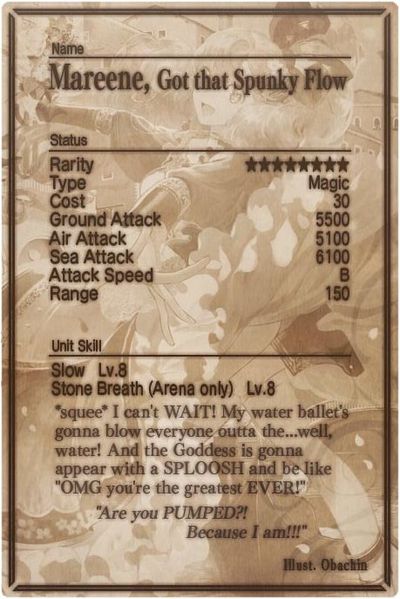 Name
Mareene, Got that Spunky Flow
Status
Rarity ★★★★★★★★
Type Magic
Cost 30
Ground Attack 5500
Air Attack 5100
Sea Attack 6100
Attack Speed B
Range 150
Unit Skill
Slow Lv.8
Stone Breath (Arena only) Lv.8
*squee* I can't WAIT! My water ballet's
gonna blow everyone outta the...well,
water! And the Goddess is gonna
appear with a SPLOOSH and be like
"OMG you're the greatest EVER!"
"Are you PUMPED?!
Because I am!!!"
Illust. Obachin